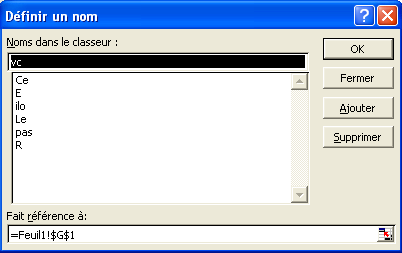 Définir un nom
Noms dans le classeur :
vc
OK
Ce
E
ilo
Le
pas
R
Fermer
Ajouter
Supprimer
Fait référence à:
=Feuil1!$G$1